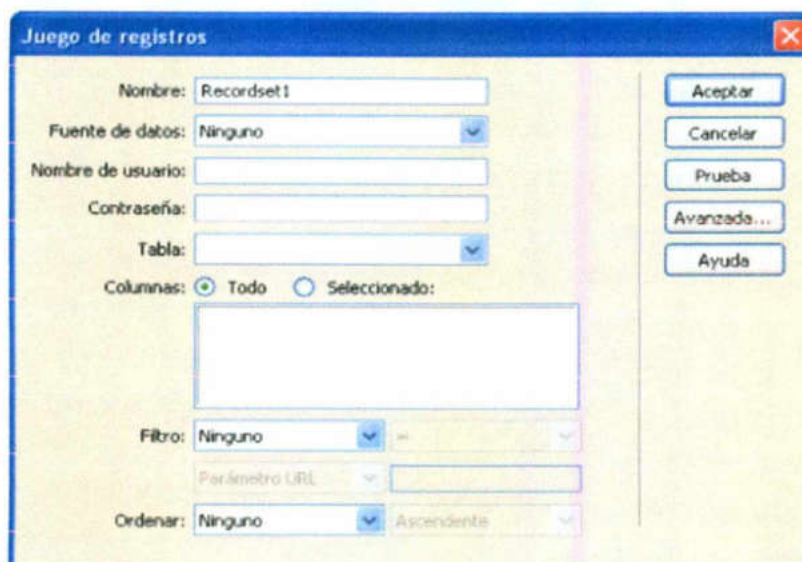 Juego de registros
Nombre: Recordset1
Aceptar
Fuente de datos: Ninguno
Cancelar
Nombre de usuario:
Prueba
Contraseña:
Avanzada...
Tabla:
Ayuda
Columnas: Todo Seleccionado:
Filtro: Ninguno =
Parámetro URL
Ordenar: Ninguno Ascendente